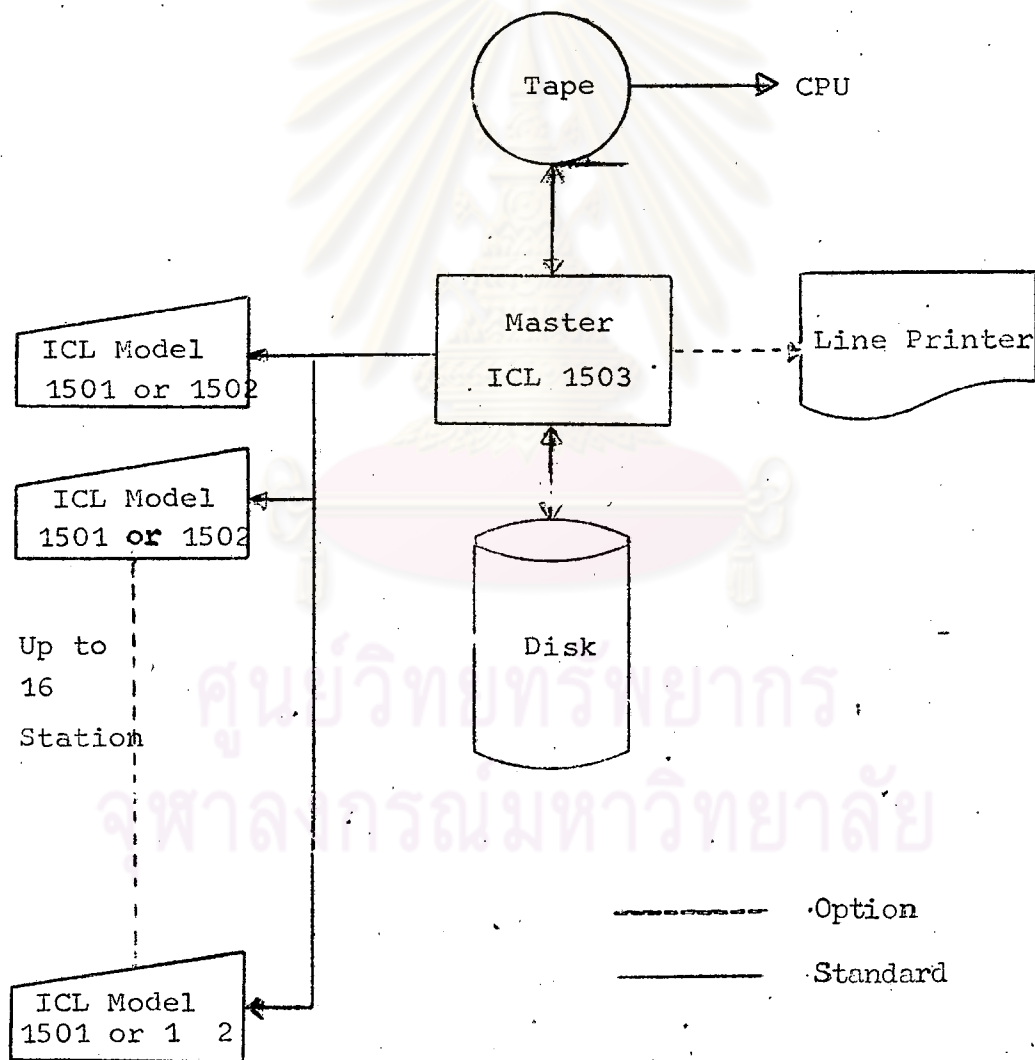 Tape
CPU
Master
ICL 1503
Line Printer
ICL Model
1501 or 1502
ICL Model
1501 or 1502
Up to
16
Station
Disk
ศูนย์วิทยทรัพยากร
จุฬาลงกรณ์มหาวิทยาลัย
Option
Standard
ICL Model
1501 or 1 2